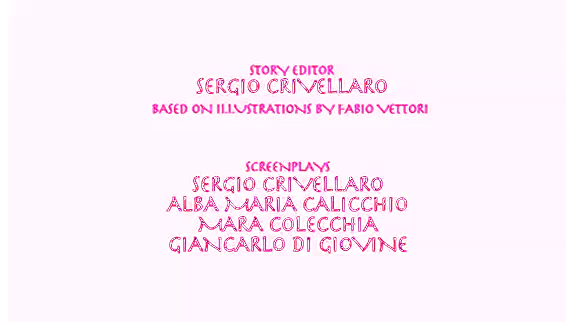 STORY EDITOR
SERGIO CRIVELLARO
BASED ON ILLUSTRATIONS BY FABIO VETTORI
SCREENPLAYS
SERGIO CRIVELLARO
ALBA MARIA CALICCHIO
MARA COLECCHIA
GIANCARLO DI GIOVINE